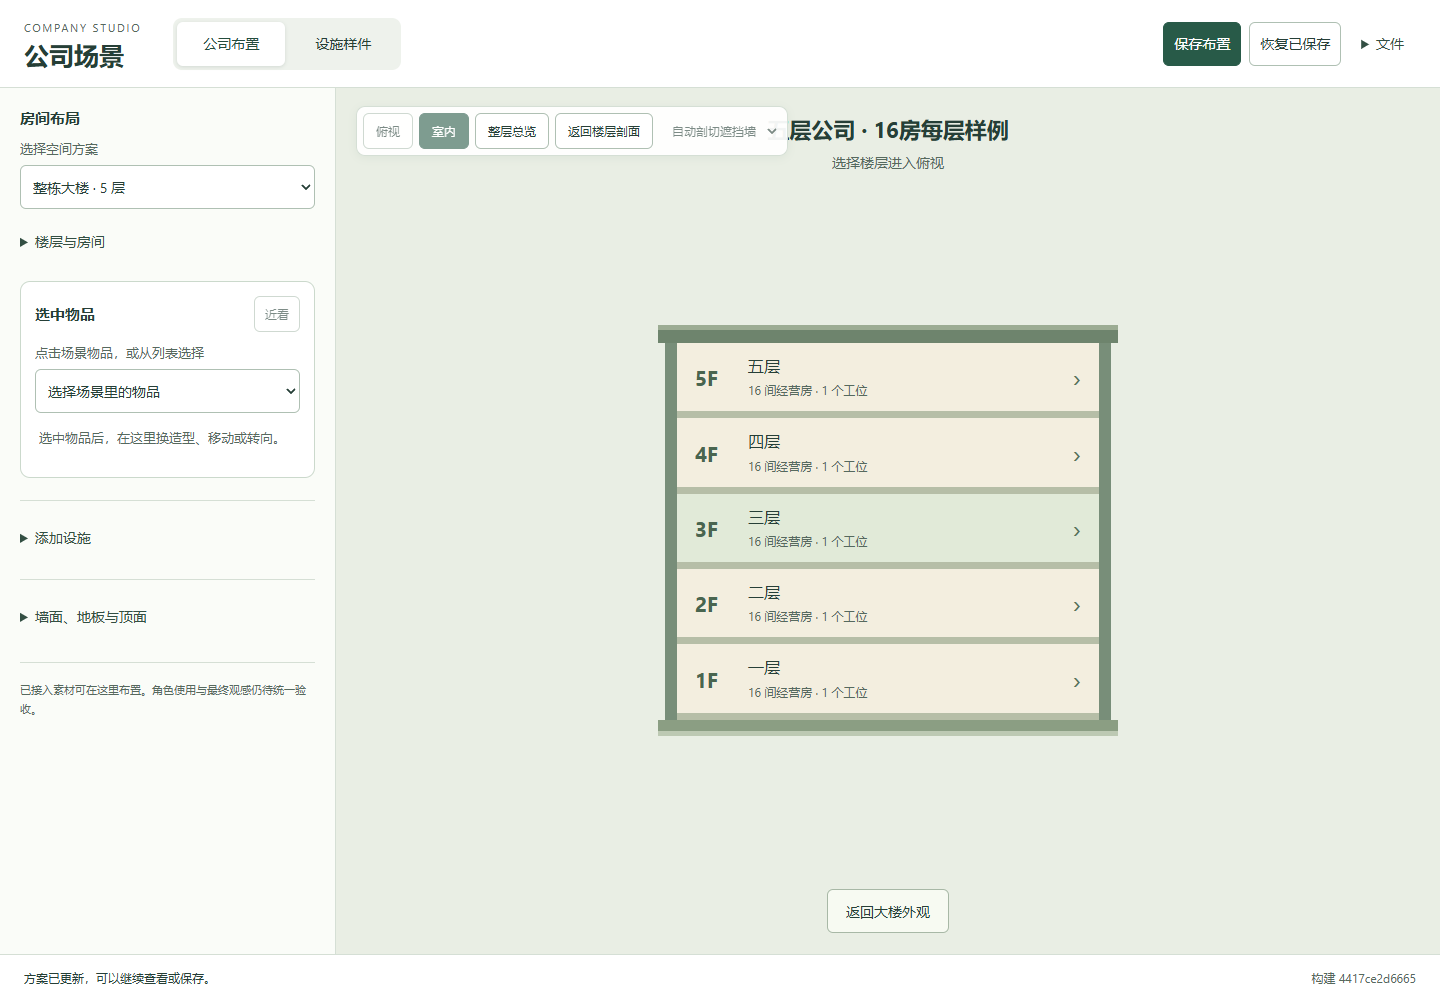 COMPANY STUDIO
公司场景
公司布置
设施样件
保存布置
恢复已保存
▶ 文件
房间布局
选择空间方案
整栋大楼 · 5 层
▶ 楼层与房间
选中物品
近看
点击场景物品，或从列表选择
选择场景里的物品
选中物品后，在这里换造型、移动或转向。
▶ 添加设施
▶ 墙面、地板与顶面
已接入素材可在这里布置。角色使用与最终观感仍待统一验
收。
俯视
室内
整层总览
返回楼层剖面
自动剖切遮挡墙
层公司 · 16房每层样例
选择楼层进入俯视
5F
五层
16 间经营房 · 1 个工位
›
4F
四层
16 间经营房 · 1 个工位
›
3F
三层
16 间经营房 · 1 个工位
›
2F
二层
16 间经营房 · 1 个工位
›
1F
一层
16 间经营房 · 1 个工位
›
返回大楼外观
方案已更新，可以继续查看或保存。
构建 4417ce2d6665